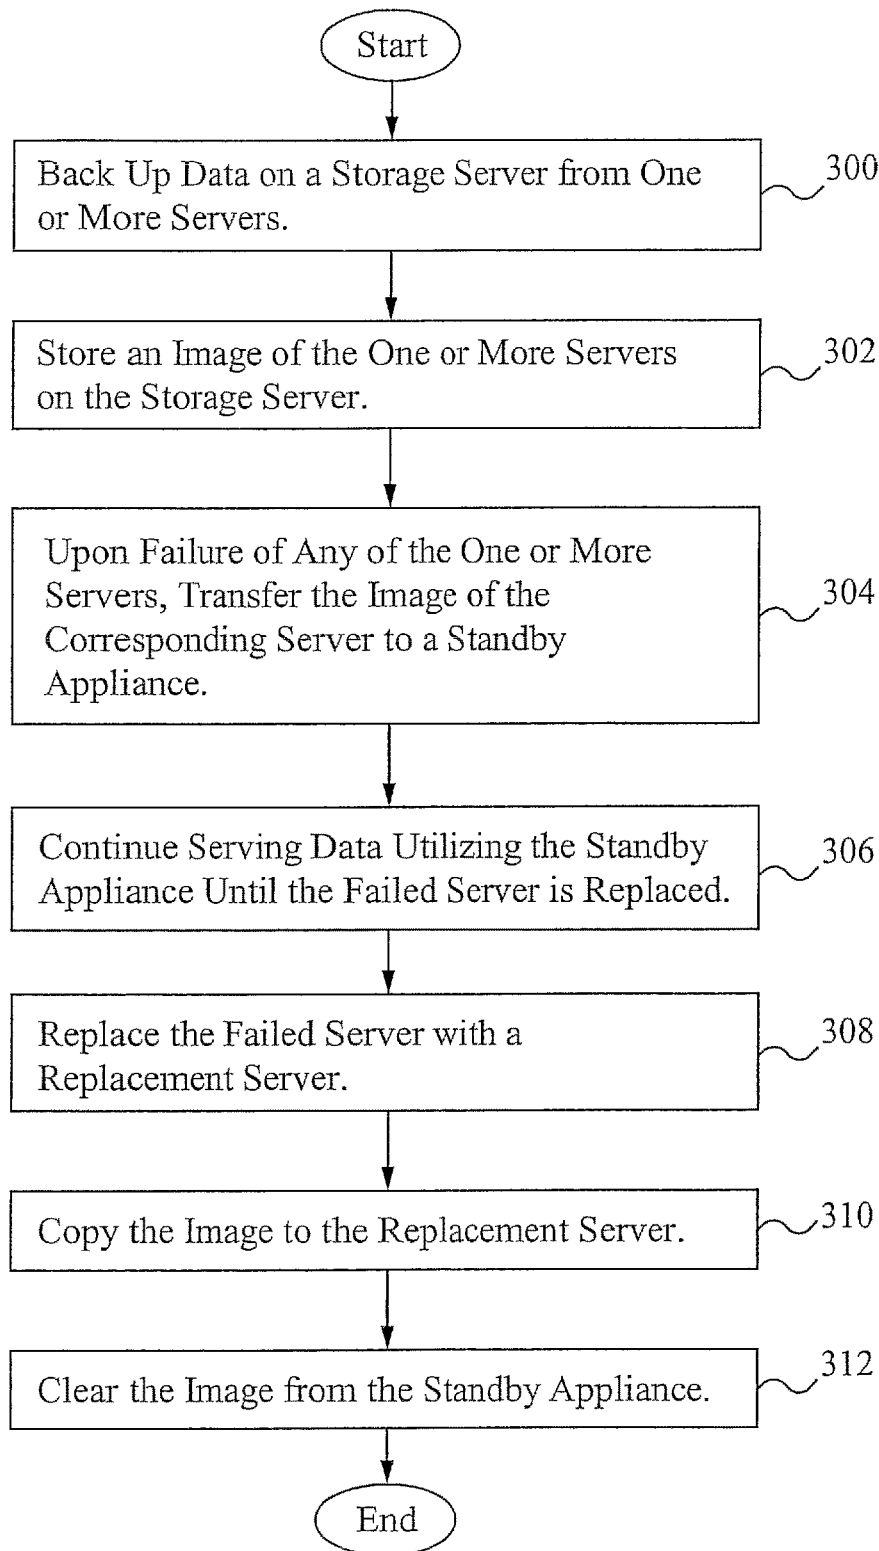 Start
Back Up Data on a Storage Server from One
or More Servers.
300
Store an Image of the One or More Servers
on the Storage Server.
302
Upon Failure of Any of the One or More
Servers, Transfer the Image of the
Corresponding Server to a Standby
Appliance.
304
Continue Serving Data Utilizing the Standby
Appliance Until the Failed Server is Replaced.
306
Replace the Failed Server with a
Replacement Server.
308
Copy the Image to the Replacement Server.
310
Clear the Image from the Standby Appliance.
312
End